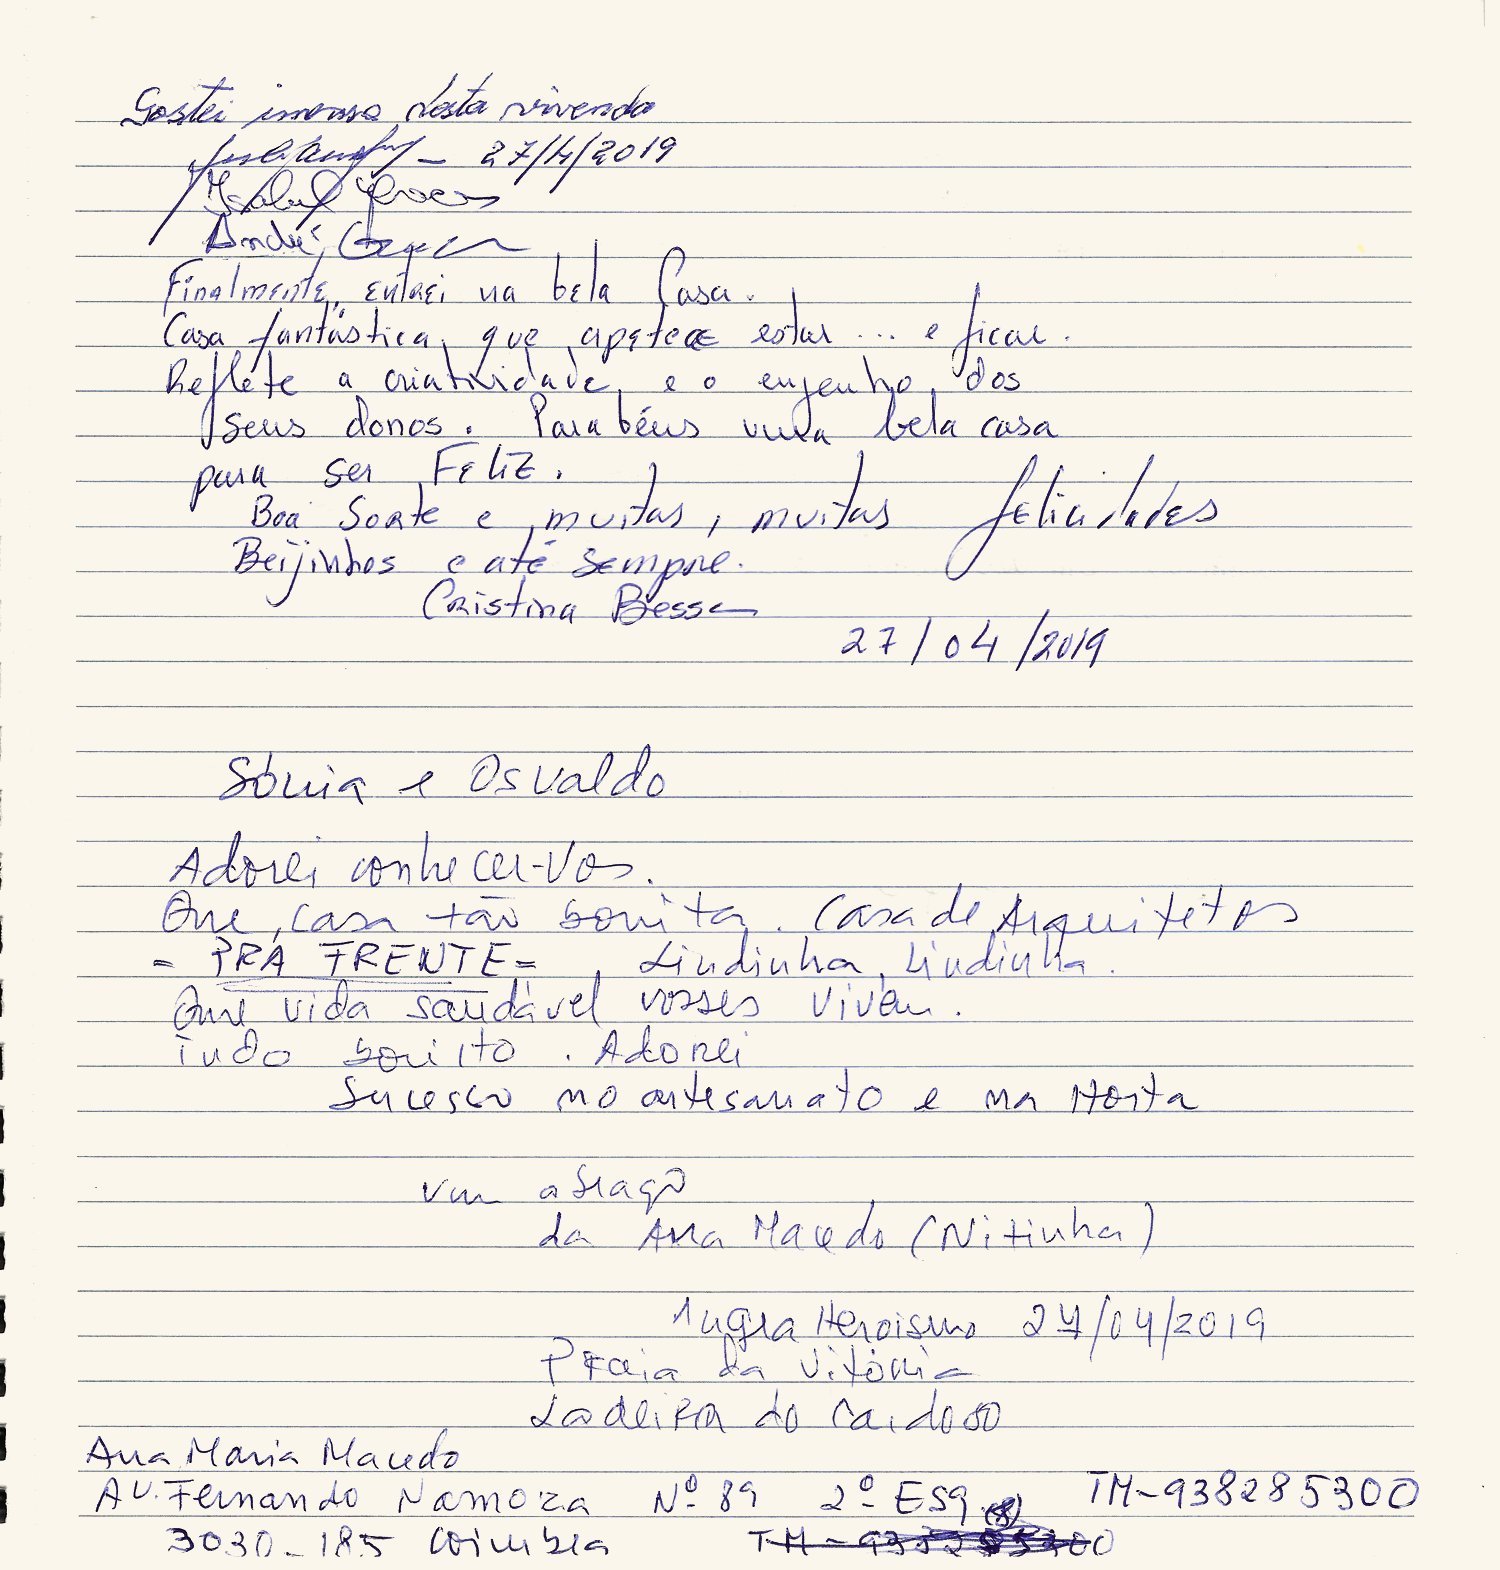 Gostei imenso desta vivenda
— 27/4/2019
Isabel
André
Finalmente, entrei na bela Casa.
Casa fantástica, que apetece estar ... e ficar.
Reflete a criatividade, e o engenho, dos
seus donos. Parabéns uma bela casa
para ser FELIZ.
Boa Sorte e muitas, muitas felicidades
Beijinhos e até sempre.
Cristina Bessa
27/04/2019
Sónia e Osvaldo
Adorei conhecer-vos.
Que casa tão bonita. Casa de Arquitetos
= PRA FRENTE = , Lindinha, lindinha.
Que vida saudável vosses vivem.
Tudo bonito. Adorei
Sucesso no artesanato e na Horta
Um abraço
da Ana Macedo (Nitinha)
Angra Heroismo 27/04/2019
Praia da Vitória
Ladeira do Cardoso
Ana Maria Macedo
Av. Fernando Namora Nº 89 2º ESQ. TM-938285300
3030-185 Coimbra